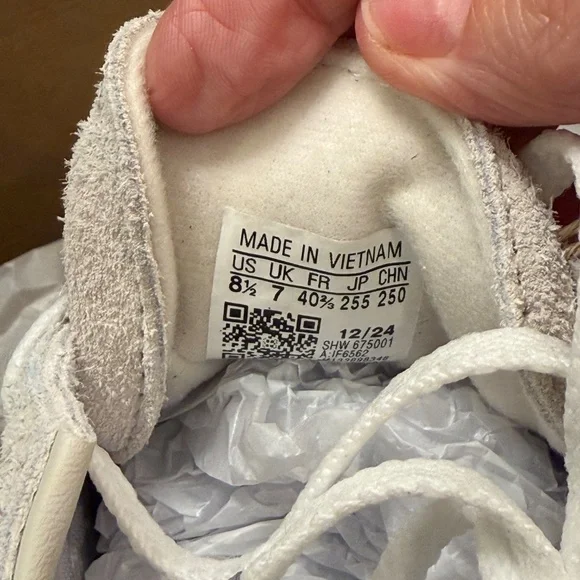 MADE IN VIETNAM
US UK FR JP CHN
8½ 7 40⅔ 255 250
12/24
SHW 675001
A:IF6562